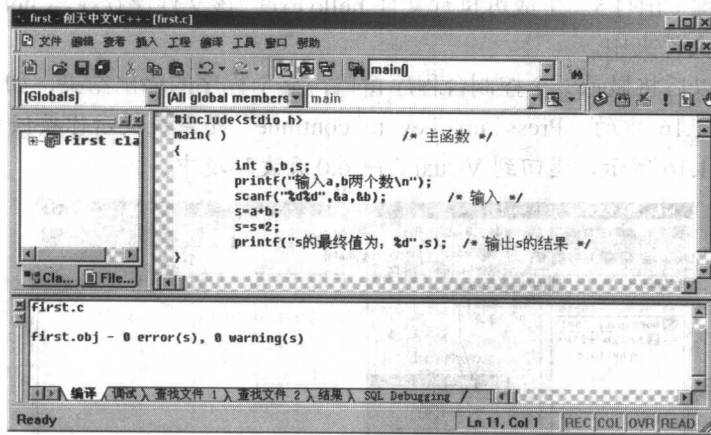 first - 创天中文VC++ - [first.c]
文件 编辑 查看 插入 工程 编译 工具 窗口 帮助
main()
[Globals] [All global members main
#include<stdio.h>
main( ) /* 主函数 */
first cla
{
int a,b,s;
printf("输入a,b两个数\n");
scanf("%d%d",&a,&b); /* 输入 */
s=a+b;
s=s*2;
printf("s的最终值为: %d",s); /* 输出s的结果 */
}
Cla... File...
first.c
first.obj - 0 error(s), 0 warning(s)
编译 调试 查找文件 1 查找文件 2 结果 SQL Debugging
Ready Ln 11, Col 1 REC COL OVR READ